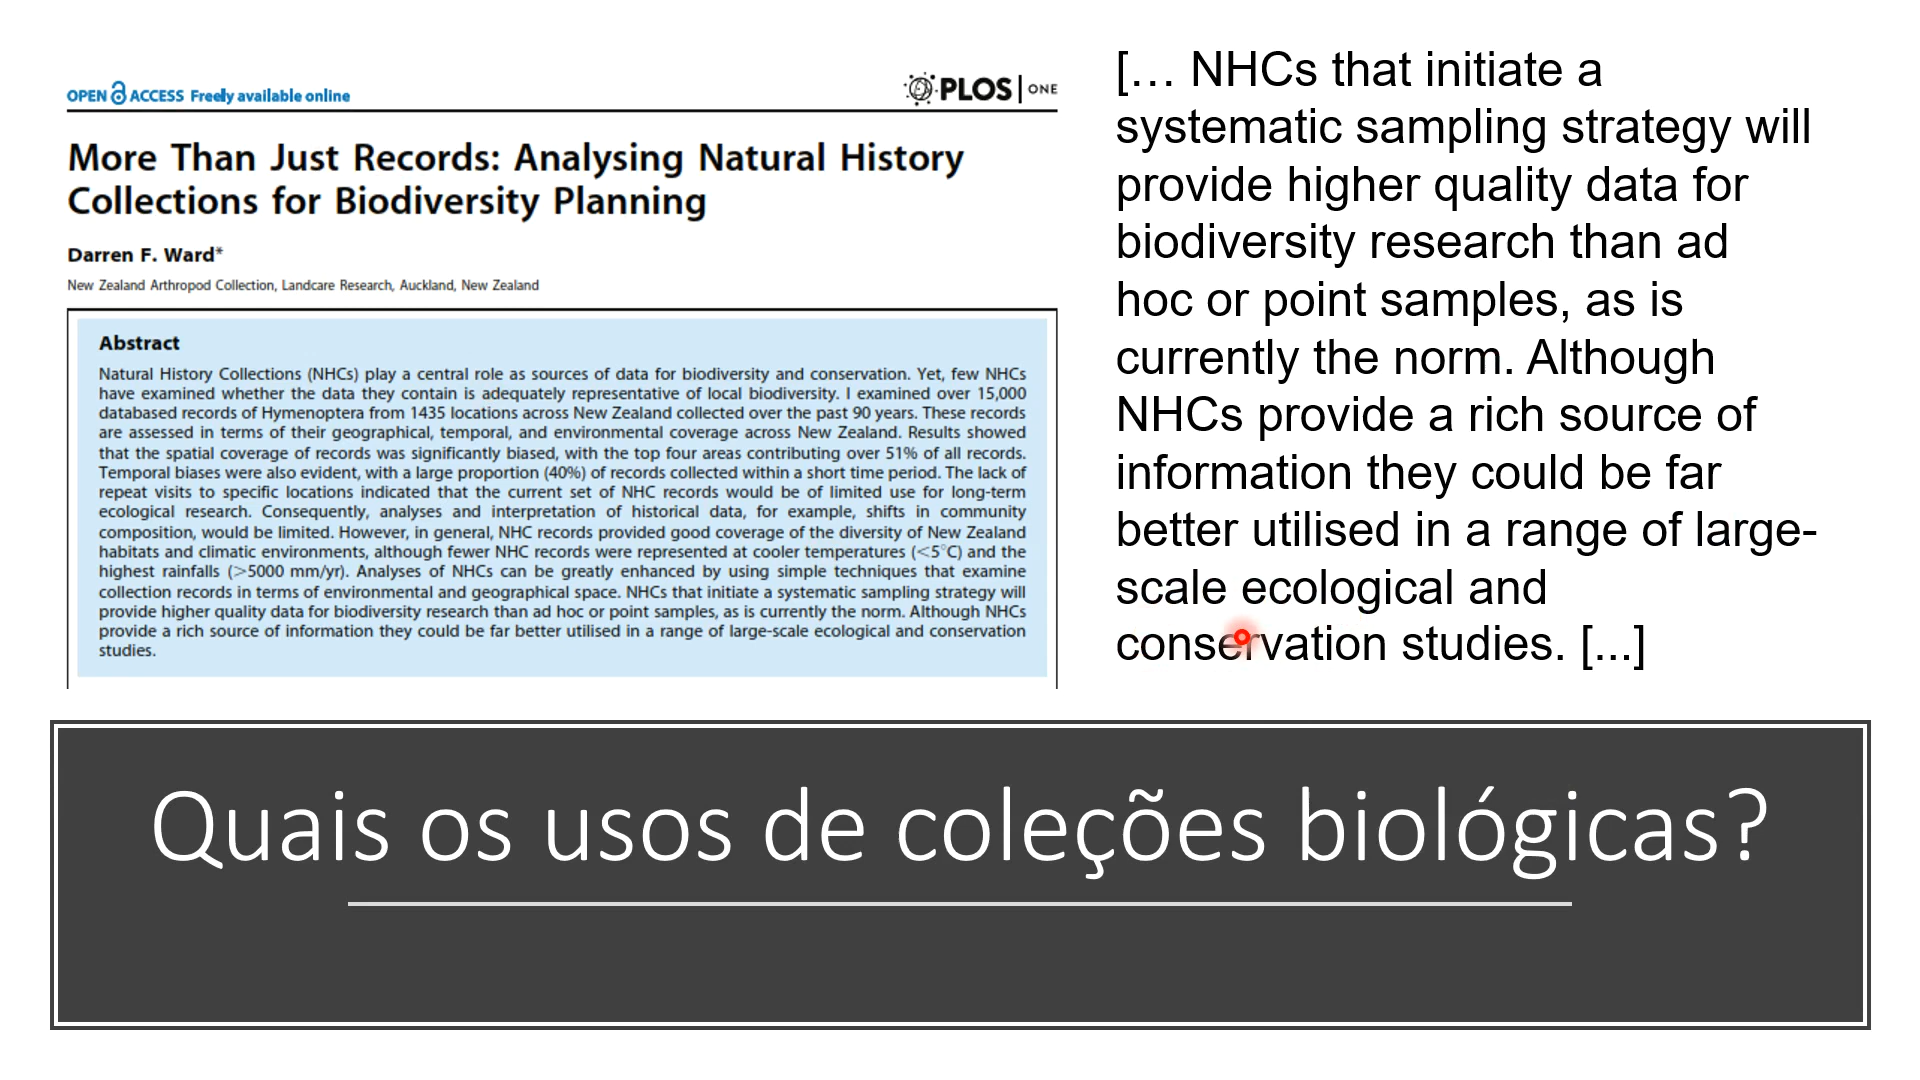 OPEN ACCESS Freely available online
PLOS | ONE
More Than Just Records: Analysing Natural History
Collections for Biodiversity Planning
Darren F. Ward*
New Zealand Arthropod Collection, Landcare Research, Auckland, New Zealand
Abstract
Natural History Collections (NHCs) play a central role as sources of data for biodiversity and conservation. Yet, few NHCs
have examined whether the data they contain is adequately representative of local biodiversity. I examined over 15,000
databased records of Hymenoptera from 1435 locations across New Zealand collected over the past 90 years. These records
are assessed in terms of their geographical, temporal, and environmental coverage across New Zealand. Results showed
that the spatial coverage of records was significantly biased, with the top four areas contributing over 51% of all records.
Temporal biases were also evident, with a large proportion (40%) of records collected within a short time period. The lack of
repeat visits to specific locations indicated that the current set of NHC records would be of limited use for long-term
ecological research. Consequently, analyses and interpretation of historical data, for example, shifts in community
composition, would be limited. However, in general, NHC records provided good coverage of the diversity of New Zealand
habitats and climatic environments, although fewer NHC records were represented at cooler temperatures (<5°C) and the
highest rainfalls (>5000 mm/yr). Analyses of NHCs can be greatly enhanced by using simple techniques that examine
collection records in terms of environmental and geographical space. NHCs that initiate a systematic sampling strategy will
provide higher quality data for biodiversity research than ad hoc or point samples, as is currently the norm. Although NHCs
provide a rich source of information they could be far better utilised in a range of large-scale ecological and conservation
studies.
[… NHCs that initiate a
systematic sampling strategy will
provide higher quality data for
biodiversity research than ad
hoc or point samples, as is
currently the norm. Although
NHCs provide a rich source of
information they could be far
better utilised in a range of large-
scale ecological and
conservation studies. [...]
Quais os usos de coleções biológicas?